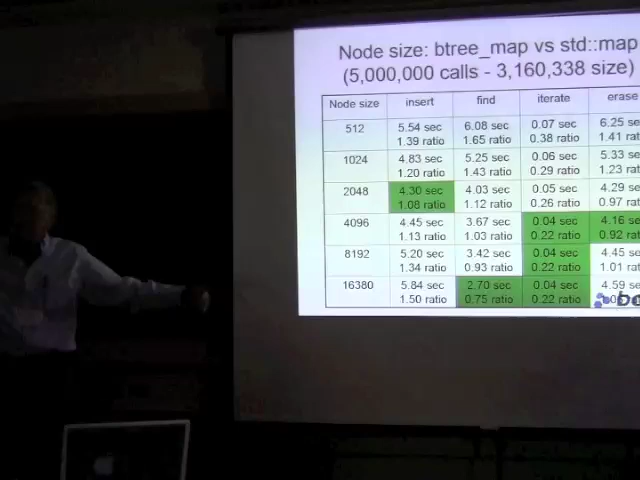 Node size: btree_map vs std::map
(5,000,000 calls - 3,160,338 size)
Node size insert find iterate erase
512 5.54 sec 6.08 sec 0.07 sec 6.25 se
1.39 ratio 1.65 ratio 0.38 ratio 1.41 rat
1024 4.83 sec 5.25 sec 0.06 sec 5.33 se
1.20 ratio 1.43 ratio 0.29 ratio 1.23 rat
2048 4.30 sec 4.03 sec 0.05 sec 4.29 se
1.08 ratio 1.12 ratio 0.26 ratio 0.97 rat
4096 4.45 sec 3.67 sec 0.04 sec 4.16 se
1.13 ratio 1.03 ratio 0.22 ratio 0.92 rat
8192 5.20 sec 3.42 sec 0.04 sec 4.45 se
1.34 ratio 0.93 ratio 0.22 ratio 1.01 rat
16380 5.84 sec 2.70 sec 0.04 sec 4.59 se
1.50 ratio 0.75 ratio 0.22 ratio